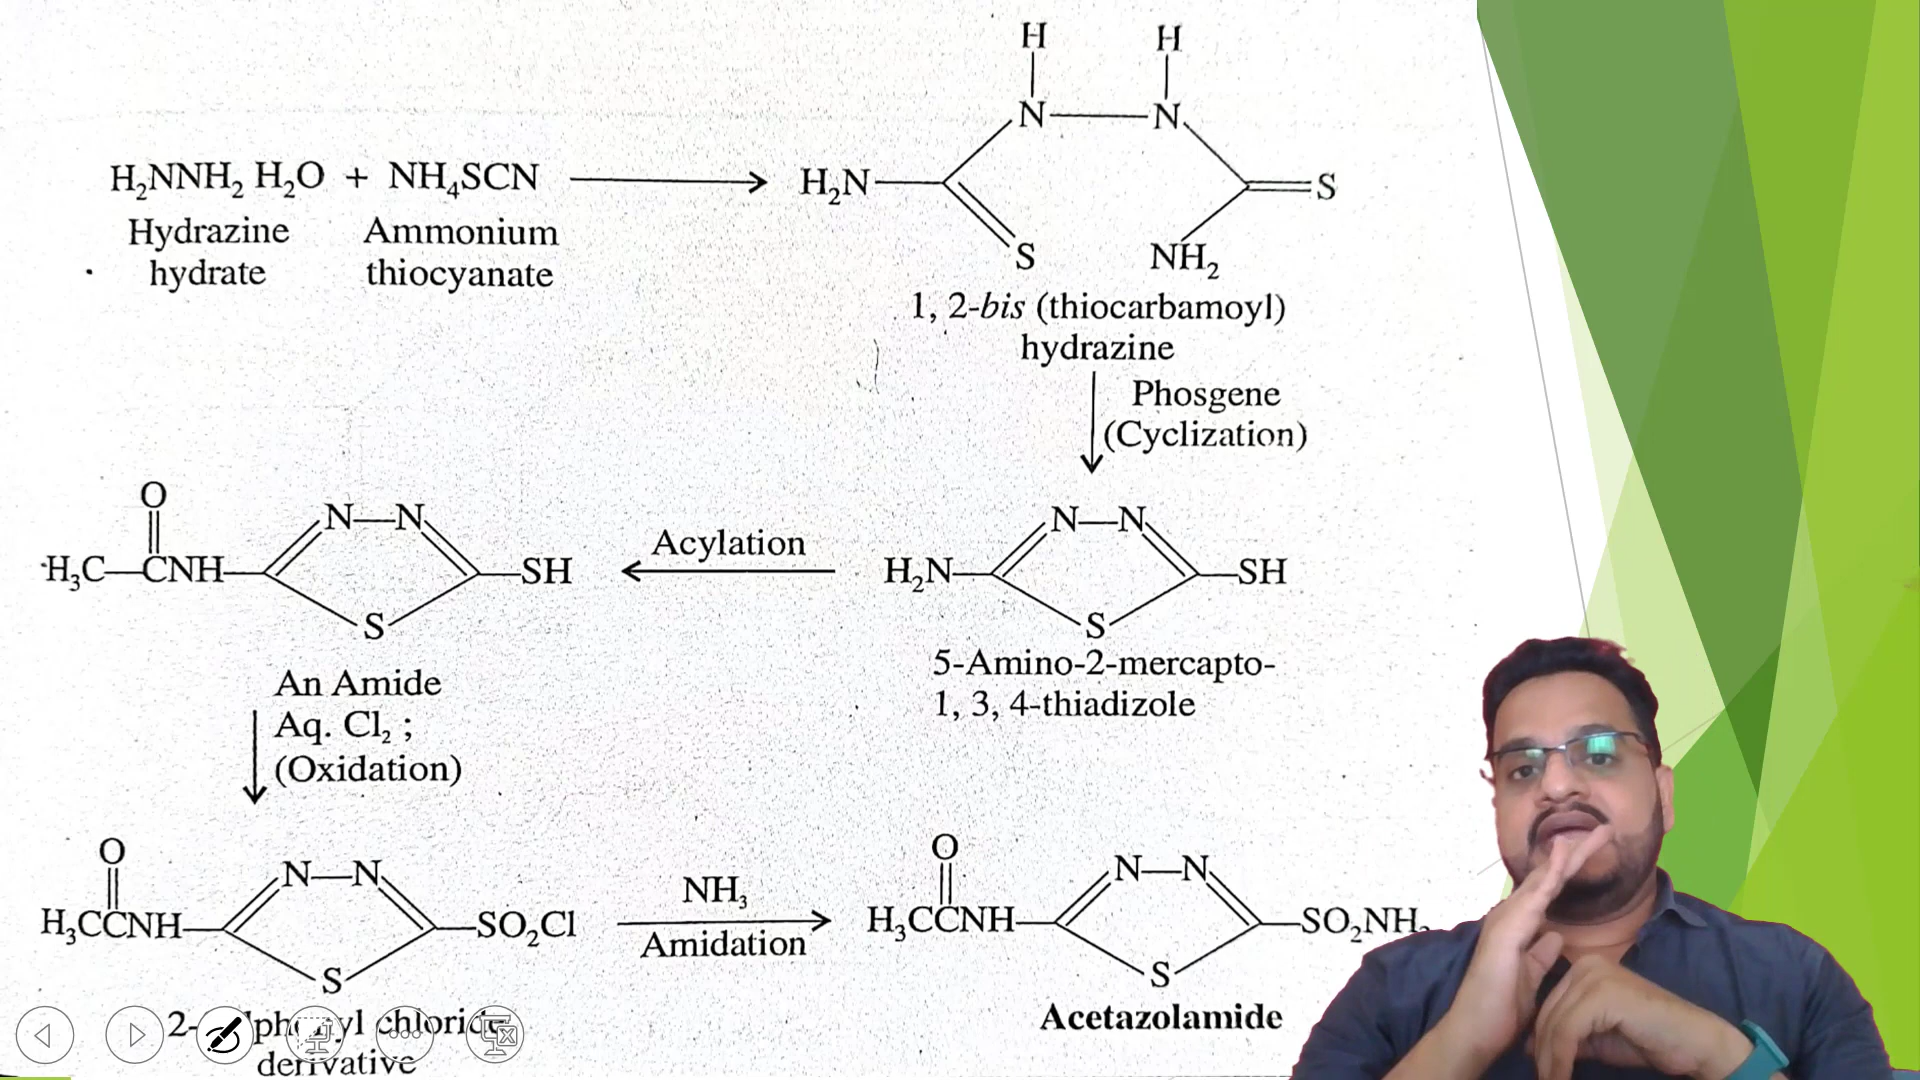 H H
N N
H₂NNH₂ H₂O + NH₄SCN H₂N S
Hydrazine Ammonium
hydrate thiocyanate
S NH₂
1, 2-bis (thiocarbamoyl)
hydrazine
Phosgene
(Cyclization)
O
N N N N
H₃C CNH SH Acylation H₂N SH
S S
5-Amino-2-mercapto-
1, 3, 4-thiadizole
An Amide
Aq. Cl₂ ;
(Oxidation)
O O
N N N N
H₃CCNH SO₂Cl NH₃ H₃CCNH SO₂NH₂
Amidation
S S
2- chloride Acetazolamide
derivative